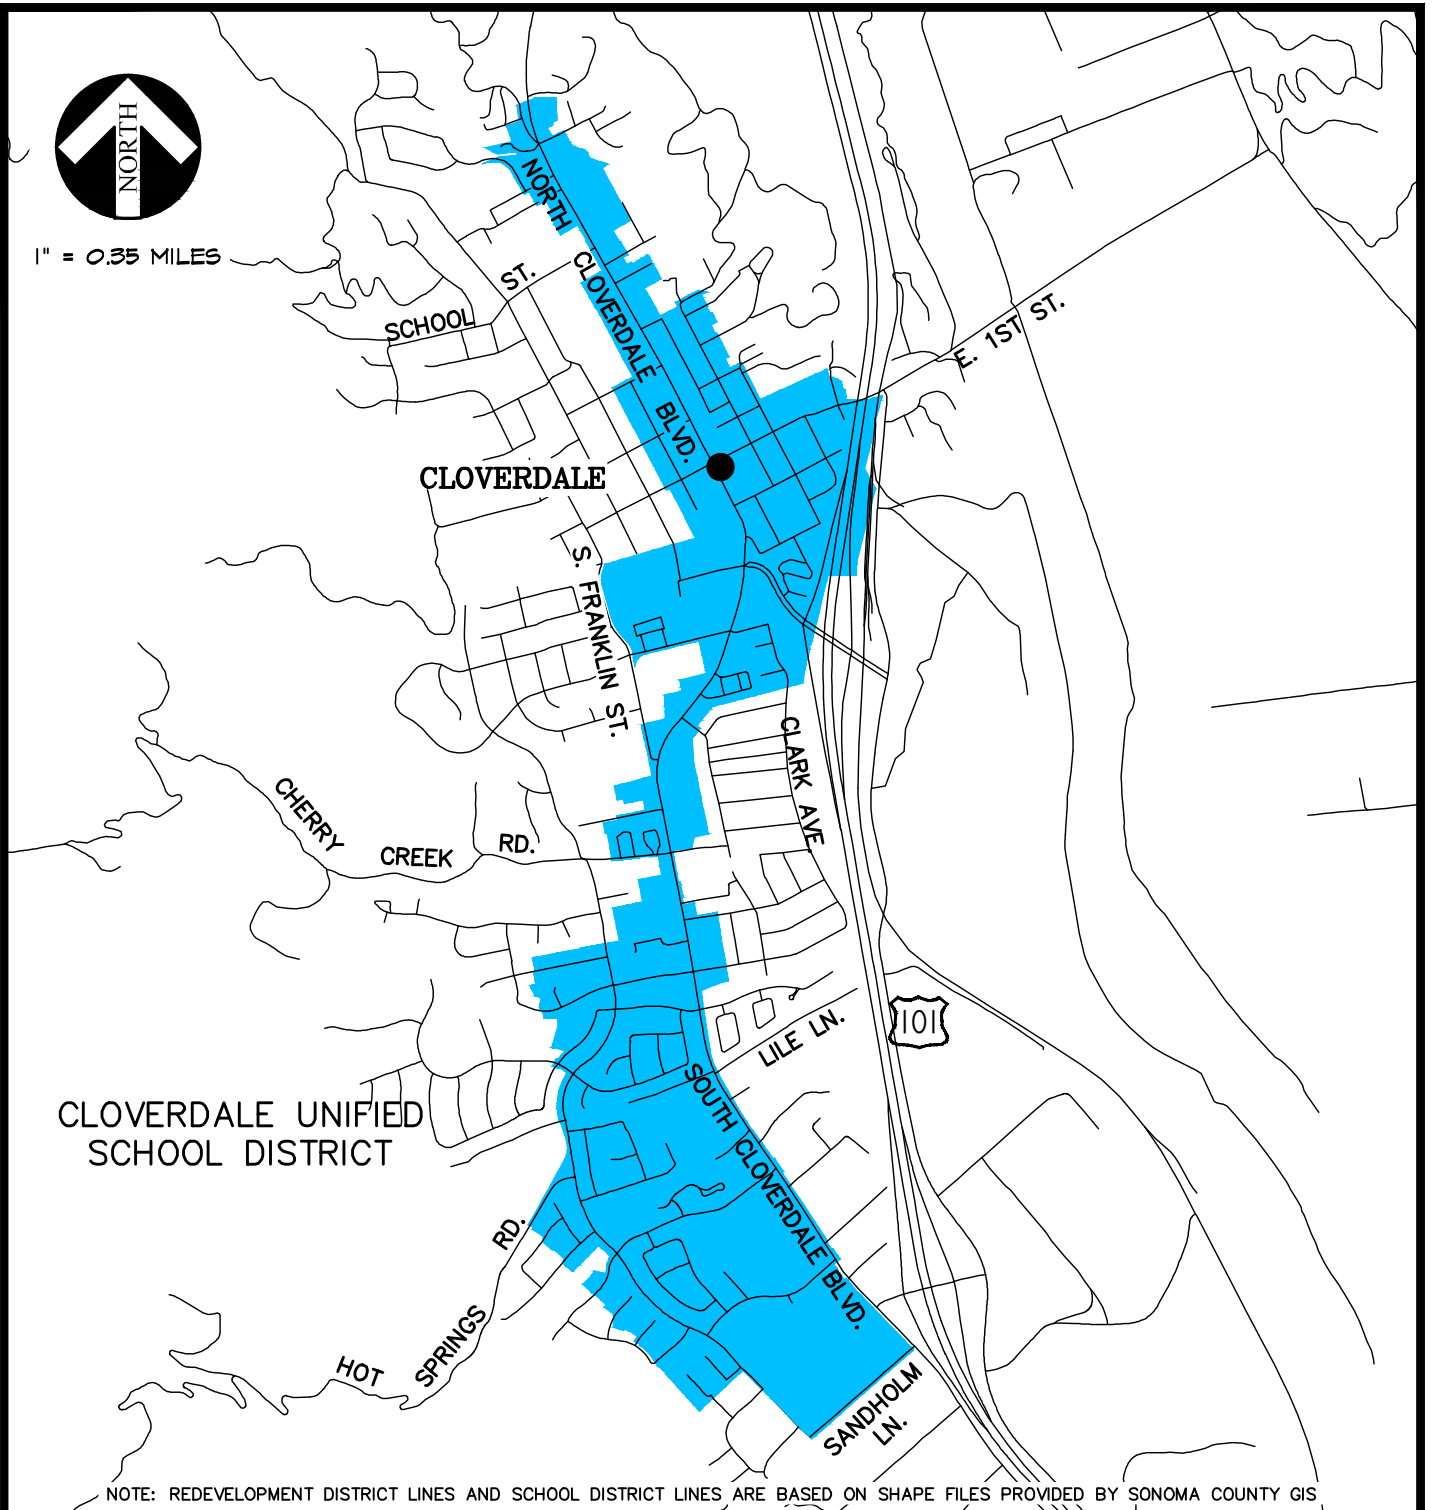 NORTH
1" = 0.35 MILES
NORTH CLOVERDALE BLVD.
SCHOOL ST.
E. 1ST ST.
CLOVERDALE
S. FRANKLIN ST.
CLARK AVE.
CHERRY CREEK RD.
101
LILE LN.
CLOVERDALE UNIFIED
SCHOOL DISTRICT
SOUTH CLOVERDALE BLVD.
HOT SPRINGS RD.
SANDHOLM
LN.
NOTE: REDEVELOPMENT DISTRICT LINES AND SCHOOL DISTRICT LINES ARE BASED ON SHAPE FILES PROVIDED BY SONOMA COUNTY GIS